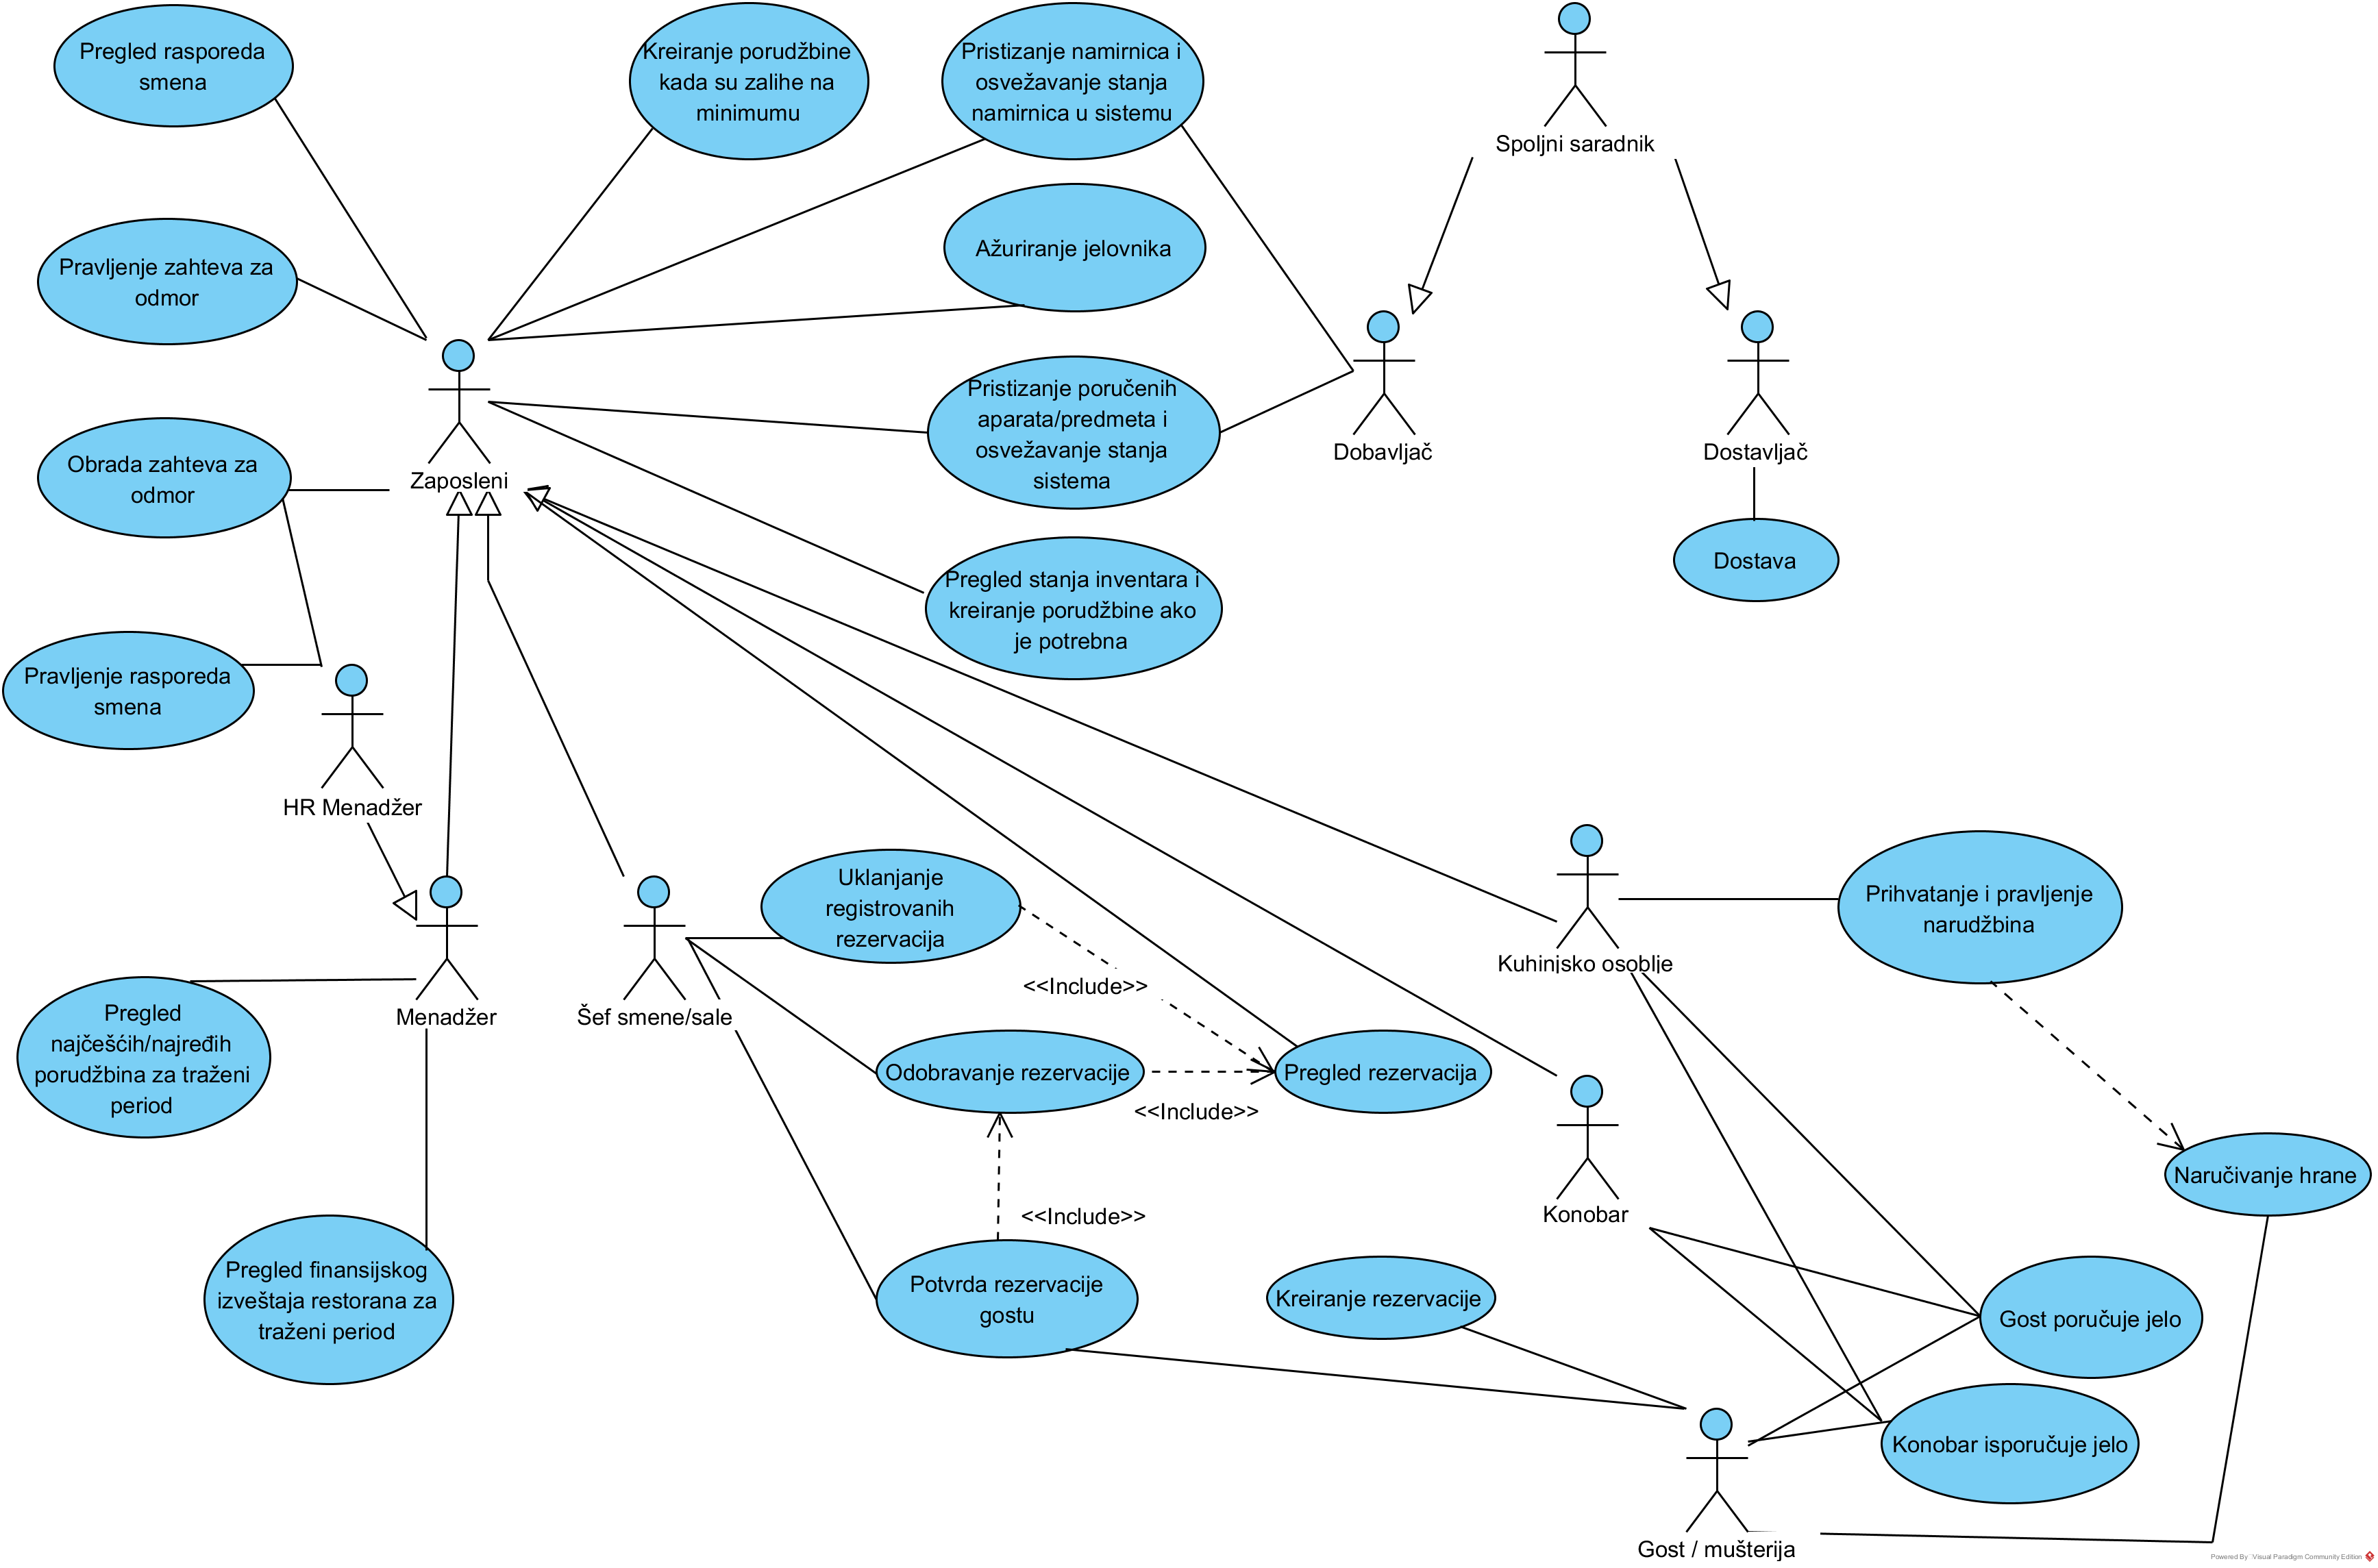 Pregled rasporeda
smena
Kreiranje porudžbine
kada su zalihe na
minimumu
Pristizanje namirnica i
osvežavanje stanja
namirnica u sistemu
Spoljni saradnik
Pravljenje zahteva za
odmor
Ažuriranje jelovnika
Zaposleni
Pristizanje poručenih
aparata/predmeta i
osvežavanje stanja
sistema
Dobavljač
Dostavljač
Obrada zahteva za
odmor
Dostava
Pregled stanja inventara i
kreiranje porudžbine ako
je potrebna
Pravljenje rasporeda
smena
HR Menadžer
Uklanjanje
registrovanih
rezervacija
Kuhinjsko osoblje
Prihvatanje i pravljenje
narudžbina
<<Include>>
Menadžer
Šef smene/sale
Pregled
najčešćih/najređih
porudžbina za traženi
period
Odobravanje rezervacije
Pregled rezervacija
<<Include>>
Naručivanje hrane
Konobar
<<Include>>
Pregled finansijskog
izveštaja restorana za
traženi period
Potvrda rezervacije
gostu
Kreiranje rezervacije
Gost poručuje jelo
Konobar isporučuje jelo
Gost / mušterija
Powered By: Visual Paradigm Community Edition